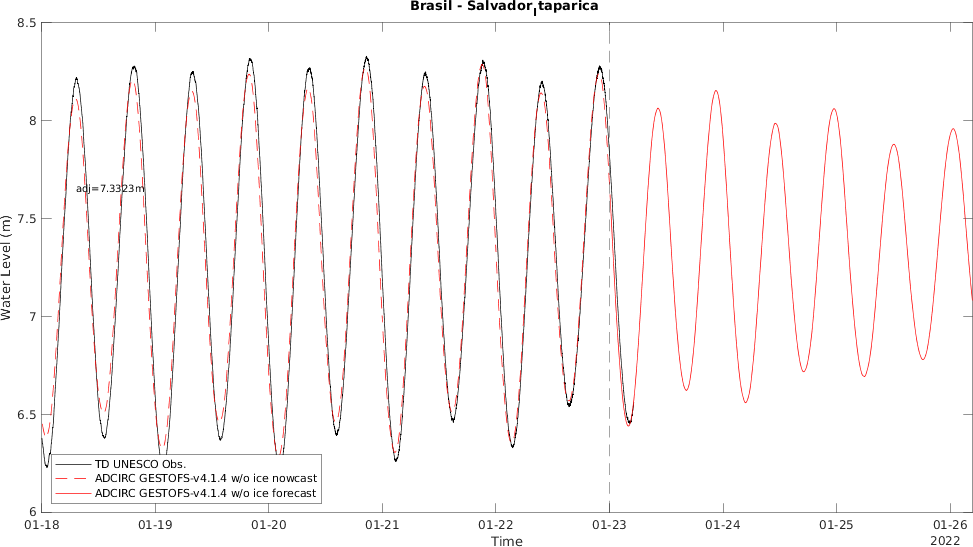 Brasil - Salvador_Itaparica
8.5
8
7.5
7
6.5
6
Water Level (m)
adj=7.3323m
TD UNESCO Obs.
ADCIRC GESTOFS-v4.1.4 w/o ice nowcast
ADCIRC GESTOFS-v4.1.4 w/o ice forecast
01-18 01-19 01-20 01-21 01-22 01-23 01-24 01-25 01-26
Time 2022